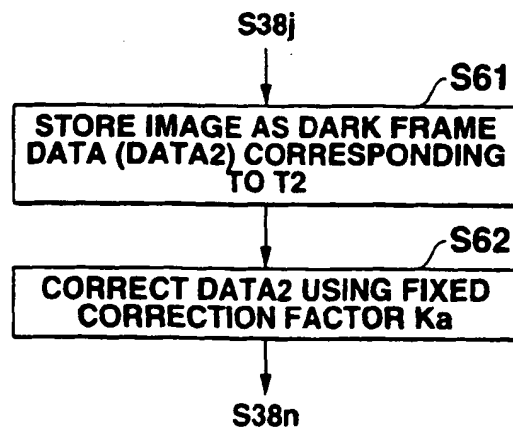 S38j
S61
STORE IMAGE AS DARK FRAME
DATA (DATA2) CORRESPONDING
TO T2
S62
CORRECT DATA2 USING FIXED
CORRECTION FACTOR Ka
S38n